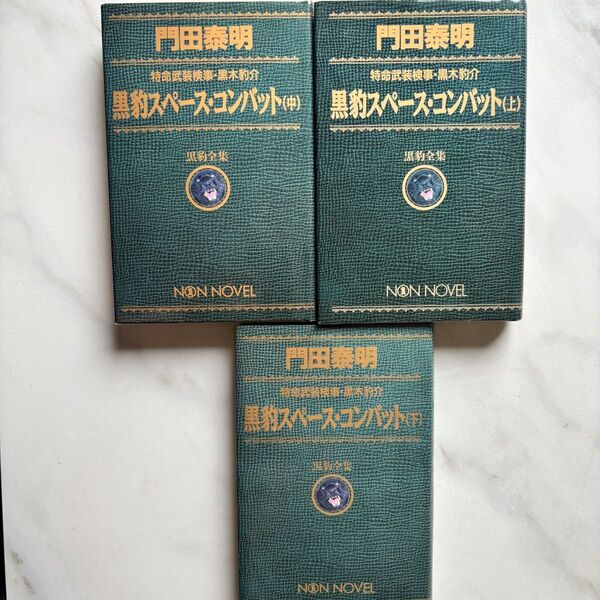 門田泰明
特命武装検事・黒木豹介
黒豹スペース・コンバット(中)
黒豹全集
NON NOVEL
門田泰明
特命武装検事・黒木豹介
黒豹スペース・コンバット(上)
黒豹全集
NON NOVEL
門田泰明
特命武装検事・黒木豹介
黒豹スペース・コンバット(下)
黒豹全集
NON NOVEL